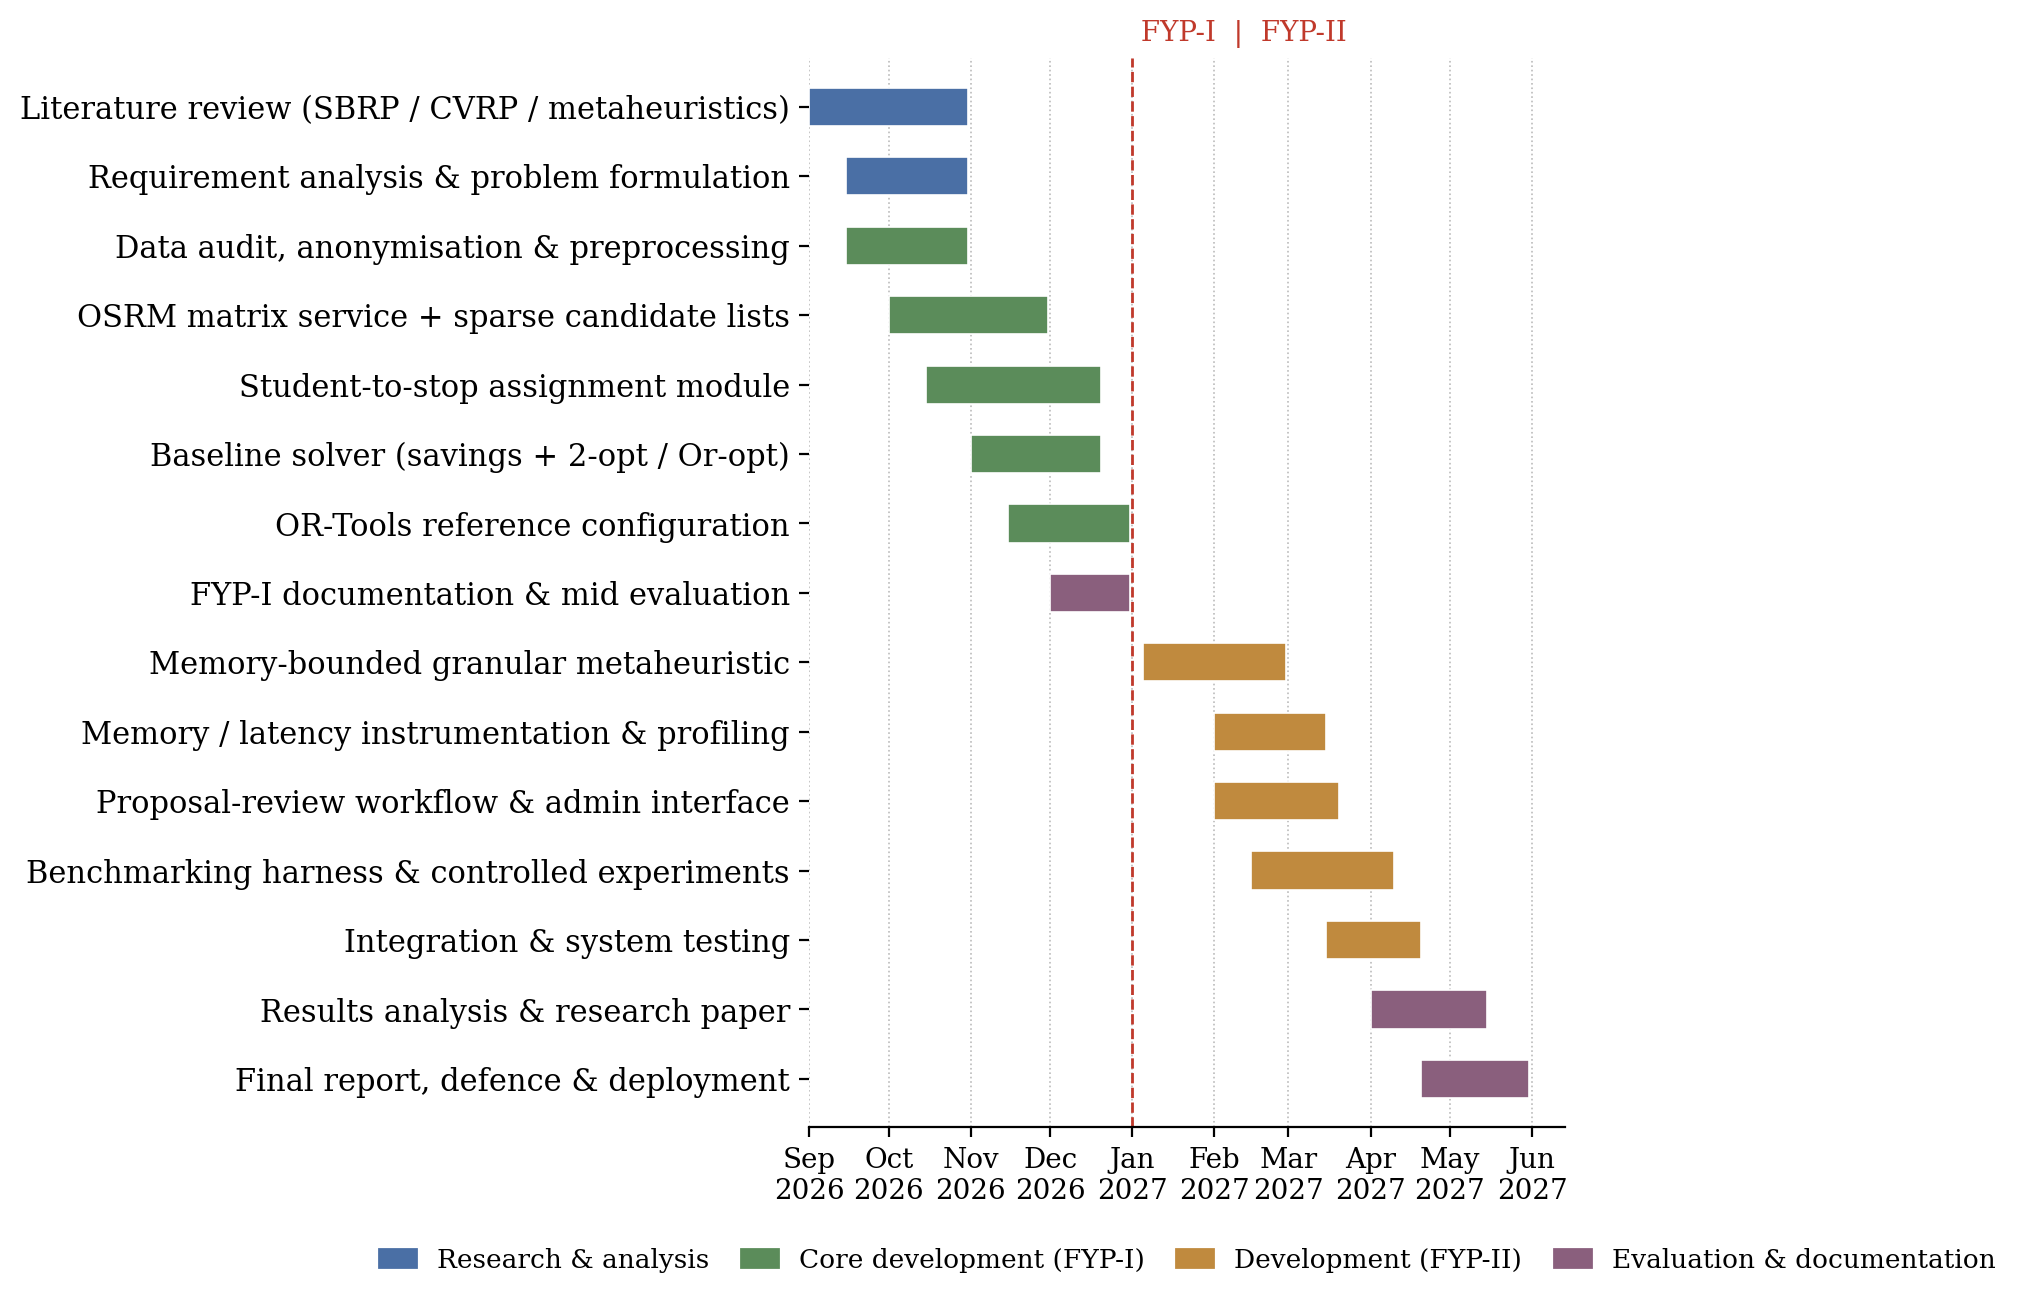 FYP-I | FYP-II
Literature review (SBRP / CVRP / metaheuristics)
Requirement analysis & problem formulation
Data audit, anonymisation & preprocessing
OSRM matrix service + sparse candidate lists
Student-to-stop assignment module
Baseline solver (savings + 2-opt / Or-opt)
OR-Tools reference configuration
FYP-I documentation & mid evaluation
Memory-bounded granular metaheuristic
Memory / latency instrumentation & profiling
Proposal-review workflow & admin interface
Benchmarking harness & controlled experiments
Integration & system testing
Results analysis & research paper
Final report, defence & deployment
Sep Oct Nov Dec Jan Feb Mar Apr May Jun
2026 2026 2026 2026 2027 2027 2027 2027 2027 2027
Research & analysis Core development (FYP-I) Development (FYP-II) Evaluation & documentation